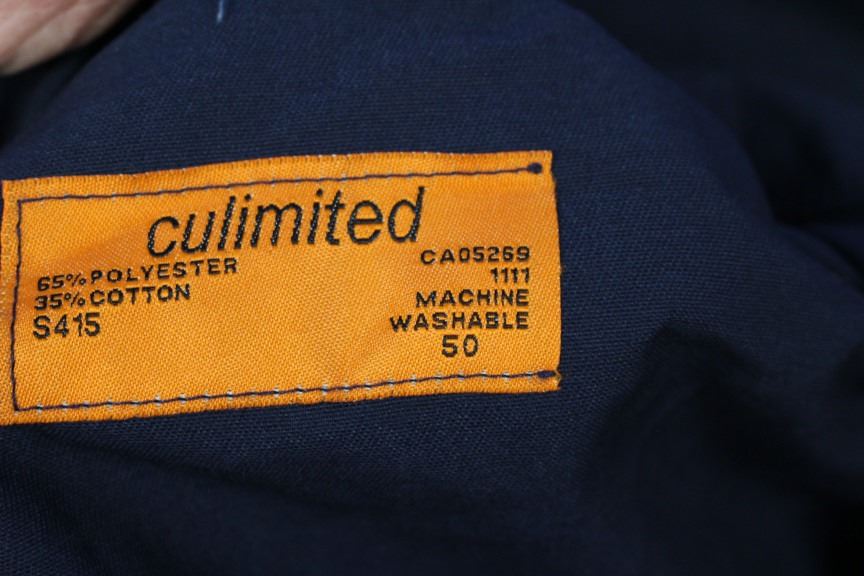 culimited
65% POLYESTER
35% COTTON
S415
CA05269
1111
MACHINE
WASHABLE
50